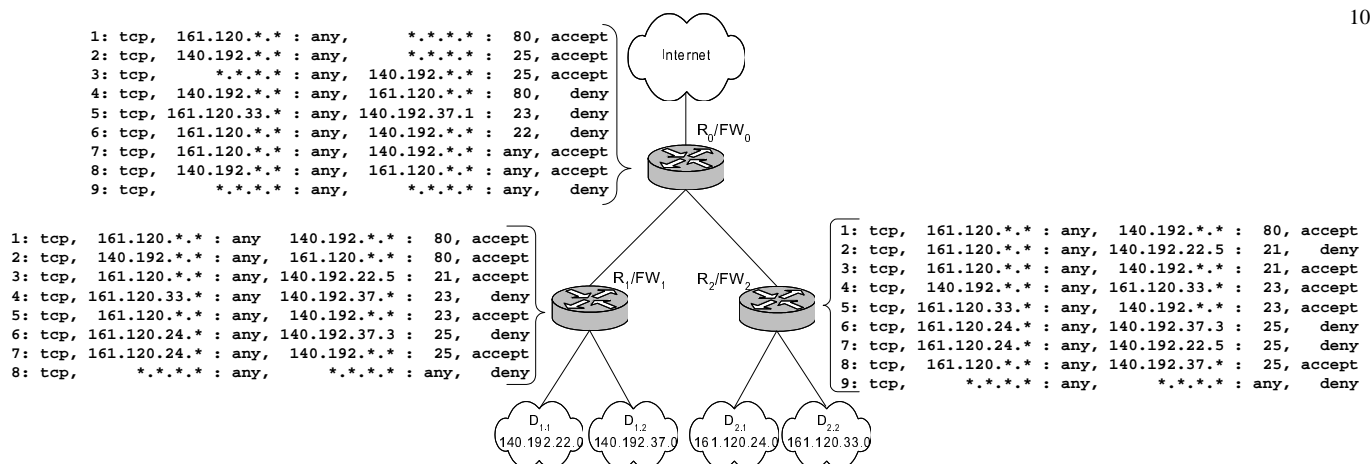 10
1: tcp, 161.120.*.* : any, *.*.*.* : 80, accept
2: tcp, 140.192.*.* : any, *.*.*.* : 25, accept
3: tcp, *.*.*.* : any, 140.192.*.* : 25, accept
4: tcp, 140.192.*.* : any, 161.120.*.* : 80, deny
5: tcp, 161.120.33.* : any, 140.192.37.1 : 23, deny
6: tcp, 161.120.*.* : any, 140.192.*.* : 22, deny
7: tcp, 161.120.*.* : any, 140.192.*.* : any, accept
8: tcp, 140.192.*.* : any, 161.120.*.* : any, accept
9: tcp, *.*.*.* : any, *.*.*.* : any, deny
Internet
R0/FW0
1: tcp, 161.120.*.* : any 140.192.*.* : 80, accept
2: tcp, 140.192.*.* : any, 161.120.*.* : 80, accept
3: tcp, 161.120.*.* : any, 140.192.22.5 : 21, accept
4: tcp, 161.120.33.* : any 140.192.37.* : 23, deny
5: tcp, 161.120.*.* : any, 140.192.*.* : 23, accept
6: tcp, 161.120.24.* : any, 140.192.37.3 : 25, deny
7: tcp, 161.120.24.* : any, 140.192.*.* : 25, accept
8: tcp, *.*.*.* : any, *.*.*.* : any, deny
R1/FW1
R2/FW2
1: tcp, 161.120.*.* : any, 140.192.*.* : 80, accept
2: tcp, 161.120.*.* : any, 140.192.22.5 : 21, deny
3: tcp, 161.120.*.* : any, 140.192.*.* : 21, accept
4: tcp, 140.192.*.* : any, 161.120.33.* : 23, accept
5: tcp, 161.120.33.* : any, 140.192.*.* : 23, accept
6: tcp, 161.120.24.* : any, 140.192.37.3 : 25, deny
7: tcp, 161.120.24.* : any, 140.192.22.5 : 25, deny
8: tcp, 161.120.*.* : any, 140.192.37.* : 25, accept
9: tcp, *.*.*.* : any, *.*.*.* : any, deny
D1.1
140.192.22.0
D1.2
140.192.37.0
D2.1
161.120.24.0
D2.2
161.120.33.0